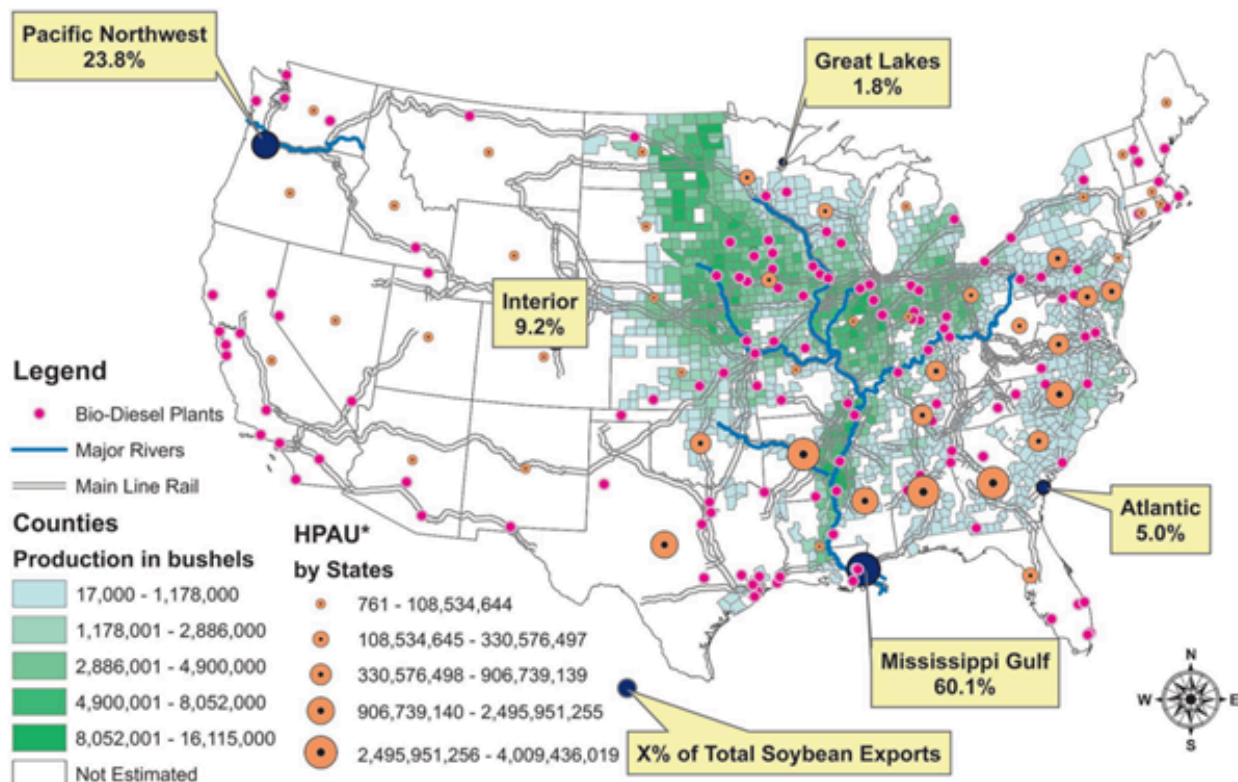 Pacific Northwest
23.8%
Great Lakes
1.8%
Interior
9.2%
Atlantic
5.0%
Mississippi Gulf
60.1%
X% of Total Soybean Exports
Legend
Bio-Diesel Plants
Major Rivers
Main Line Rail
Counties
Production in bushels
17,000 - 1,178,000
1,178,001 - 2,886,000
2,886,001 - 4,900,000
4,900,001 - 8,052,000
8,052,001 - 16,115,000
Not Estimated
HPAU*
by States
761 - 108,534,644
108,534,645 - 330,576,497
330,576,498 - 906,739,139
906,739,140 - 2,495,951,255
2,495,951,256 - 4,009,436,019
N
W E
S